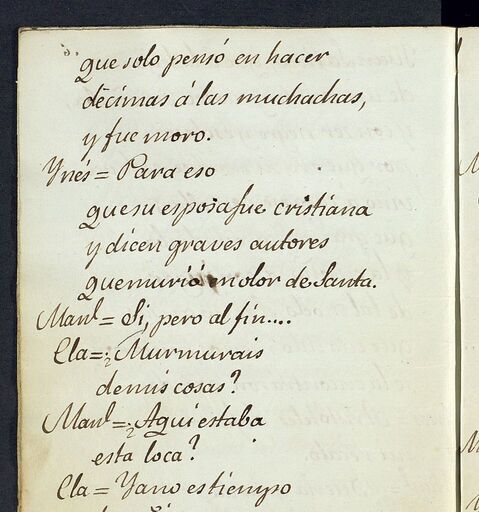 que solo pensó en hacer
décimas á las muchachas,
y fue moro.
Ynés = Para eso
que su esposa fue cristiana
y dicen graves autores
que murió en olor de Santa.
Manl = Si, pero al fin....
Cla = ¿Murmurais
de mis cosas?
Manl = ¿Aqui estaba
esta loca?
Cla = Ya no es tiempo